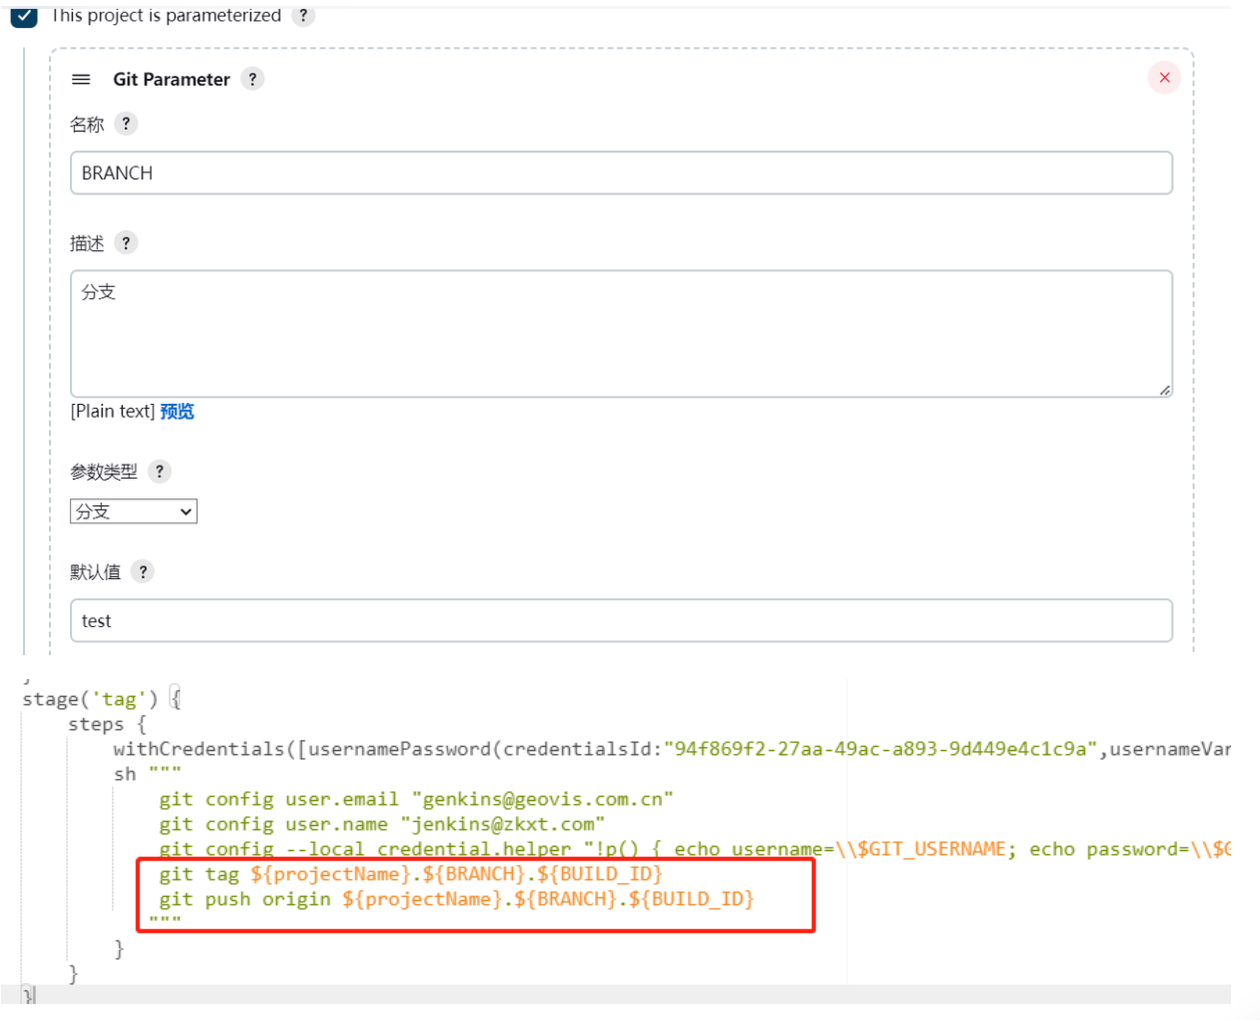 This project is parameterized ?
Git Parameter ?
名称 ?
BRANCH
描述 ?
分支
[Plain text] 预览
参数类型 ?
分支
默认值 ?
test
}
stage('tag') {
steps {
withCredentials([usernamePassword(credentialsId:"94f869f2-27aa-49ac-a893-9d449e4c1c9a",usernameVar
sh """
git config user.email "genkins@geovis.com.cn"
git config user.name "jenkins@zkxt.com"
git config --local credential.helper "!p() { echo username=\\$GIT_USERNAME; echo password=\\$G
git tag ${projectName}.${BRANCH}.${BUILD_ID}
git push origin ${projectName}.${BRANCH}.${BUILD_ID}
"""
}
}
}